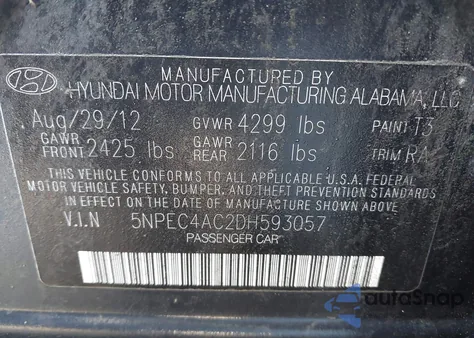 MANUFACTURED BY
HYUNDAI MOTOR MANUFACTURING ALABAMA, LLC
Aug/29/12 GVWR 4299 lbs PAINT T3
GAWR FRONT 2425 lbs GAWR REAR 2116 lbs TRIM RA
THIS VEHICLE CONFORMS TO ALL APPLICABLE U.S.A. FEDERAL
MOTOR VEHICLE SAFETY, BUMPER, AND THEFT PREVENTION STANDARDS
IN EFFECT ON THE DATE OF MANUFACTURE SHOWN ABOVE.
V.I.N 5NPEC4AC2DH593057
PASSENGER CAR
autoSnap